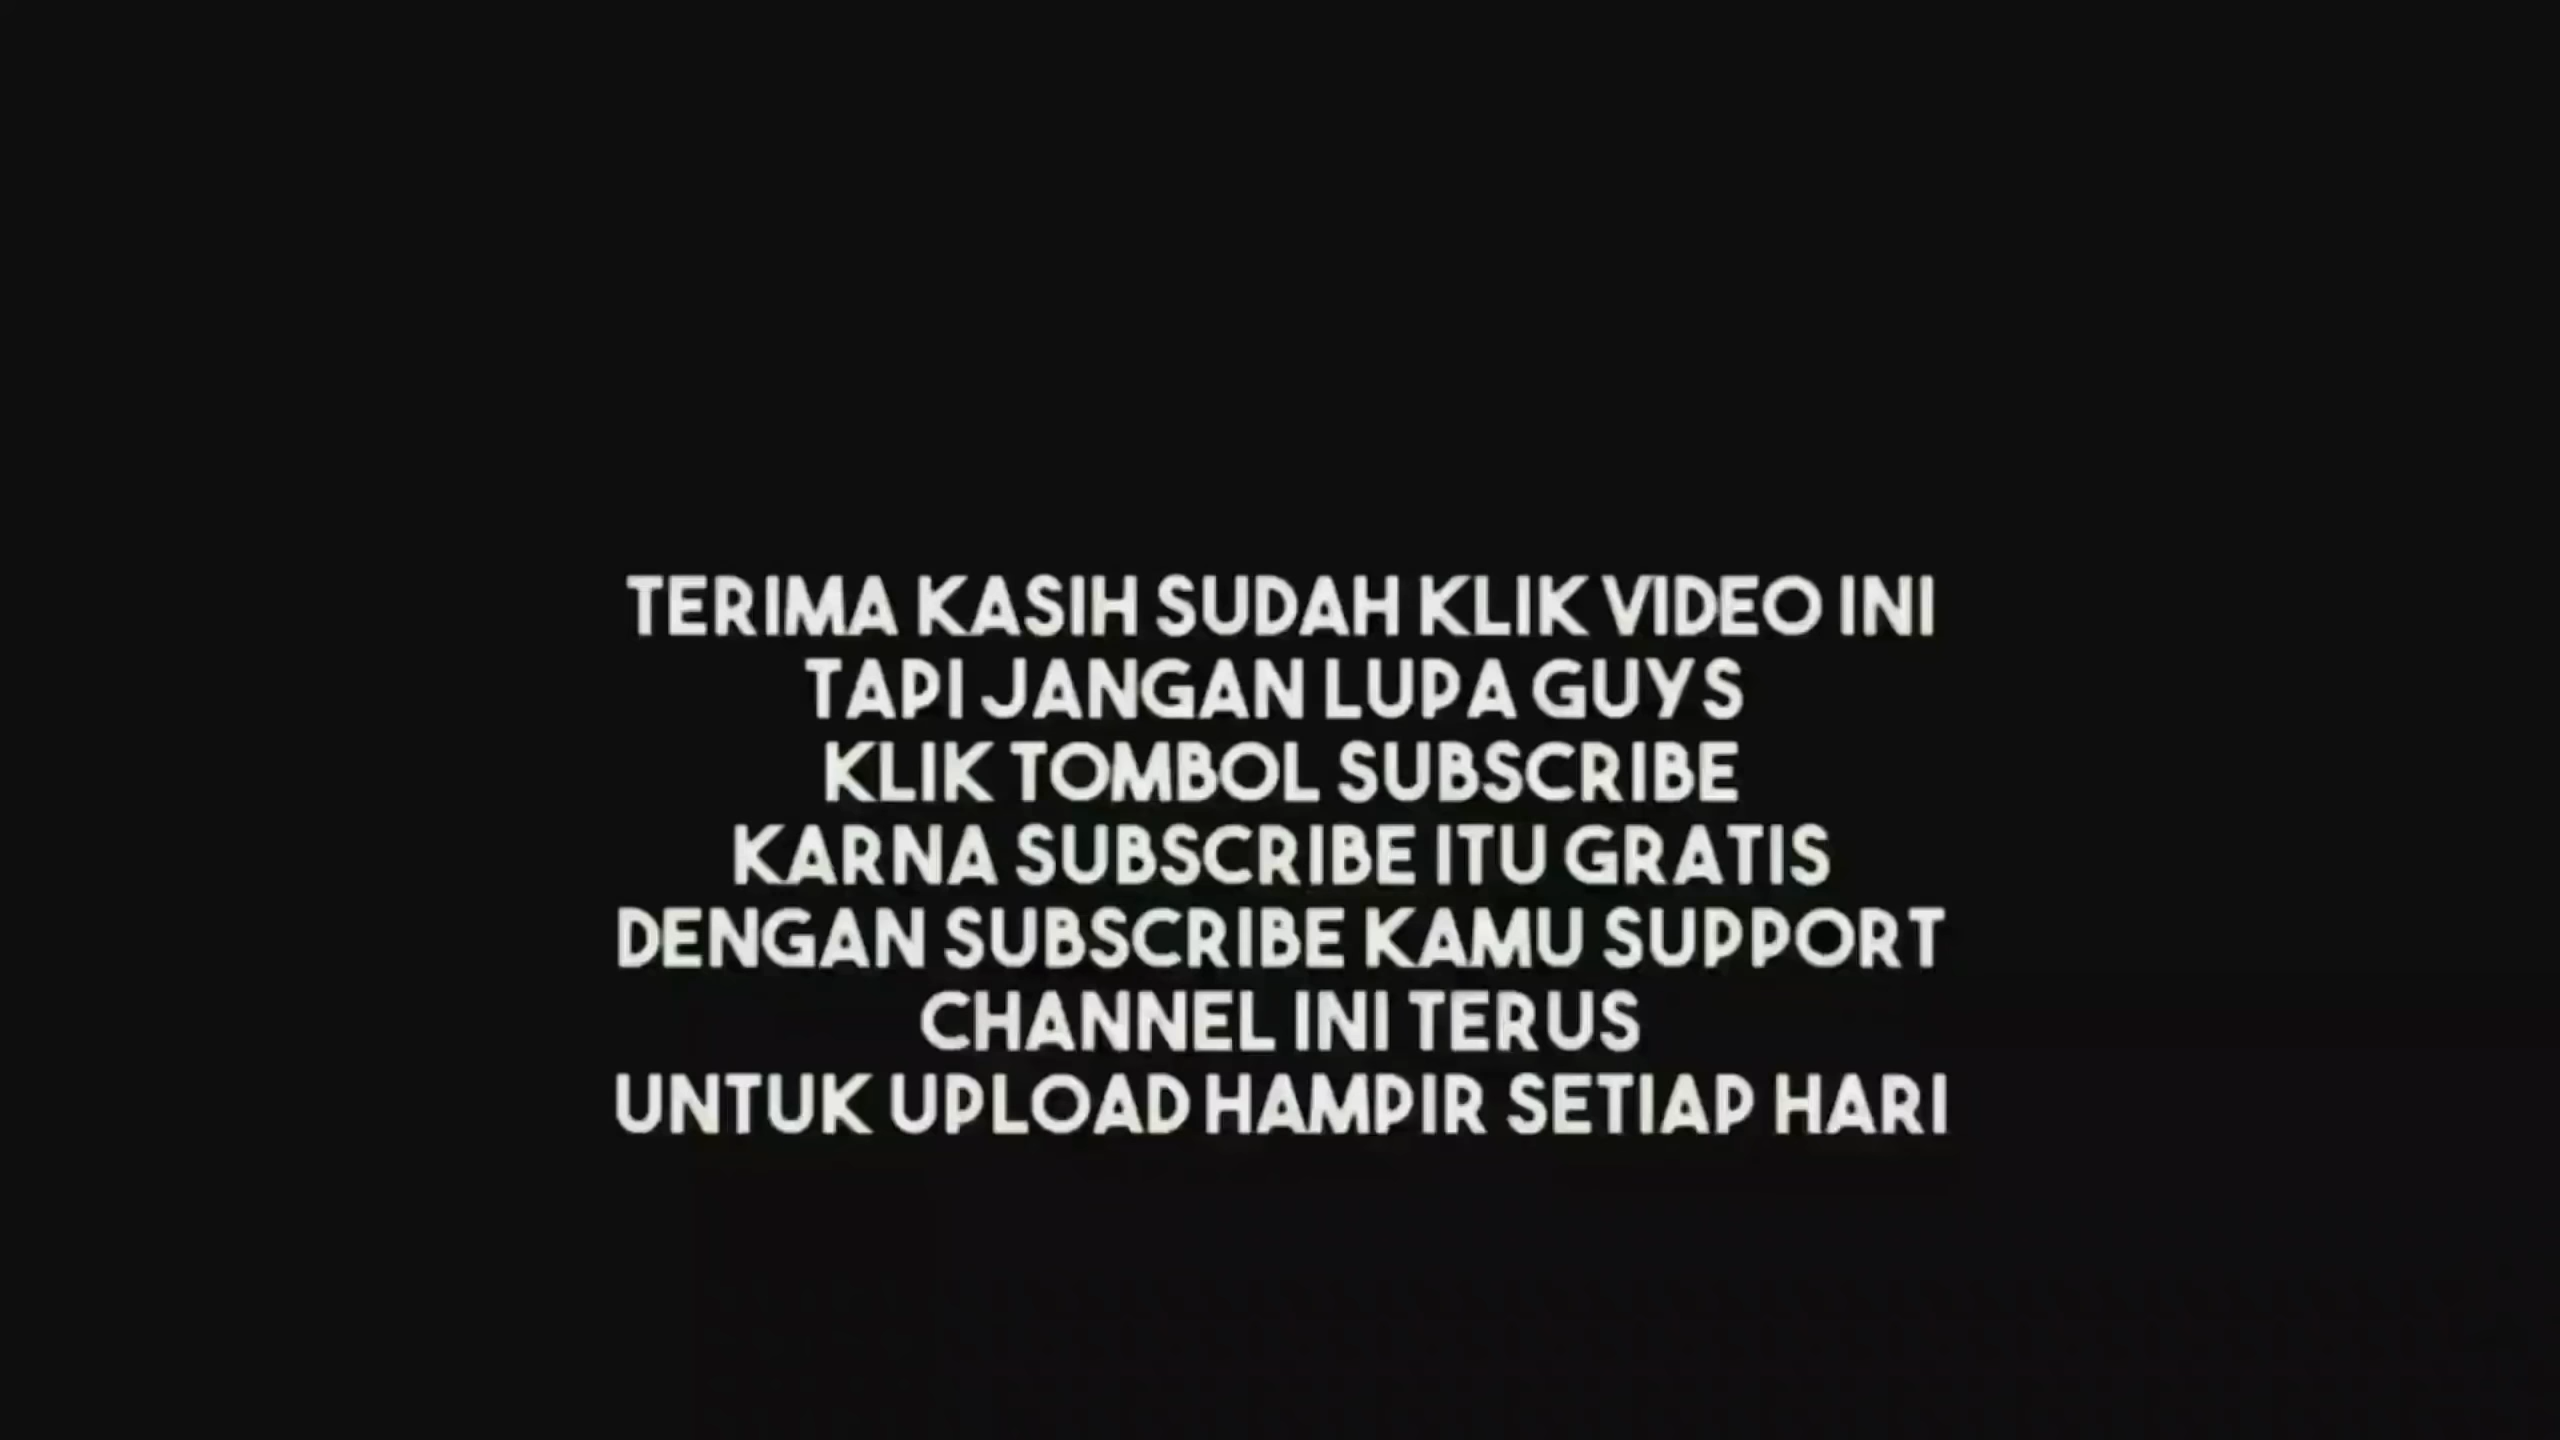 TERIMA KASIH SUDAH KLIK VIDEO INI
TAPI JANGAN LUPA GUYS
KLIK TOMBOL SUBSCRIBE
KARNA SUBSCRIBE ITU GRATIS
DENGAN SUBSCRIBE KAMU SUPPORT
CHANNEL INI TERUS
UNTUK UPLOAD HAMPIR SETIAP HARI